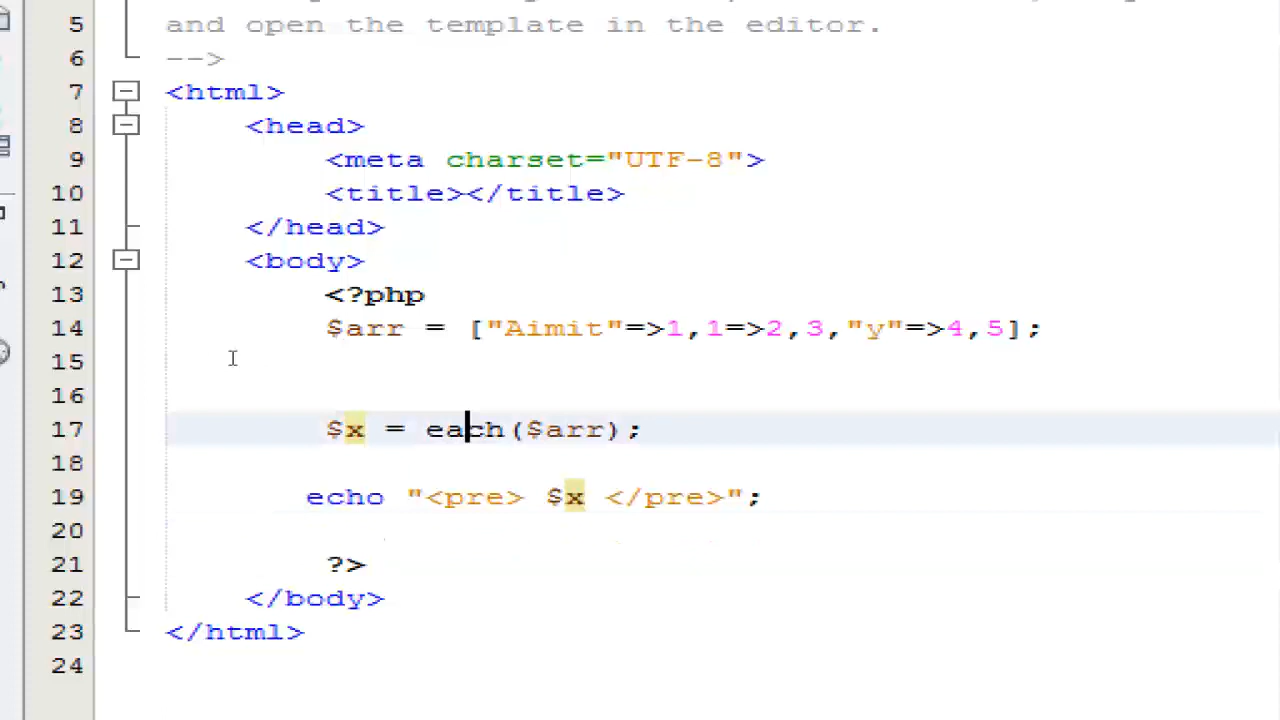 5 and open the template in the editor.
6 -->
7 <html>
8 <head>
9 <meta charset="UTF-8">
10 <title></title>
11 </head>
12 <body>
13 <?php
14 $arr = ["Aimit"=>1,1=>2,3,"y"=>4,5];
15
16
17 $x = each($arr);
18
19 echo "<pre> $x </pre>";
20
21 ?>
22 </body>
23 </html>
24